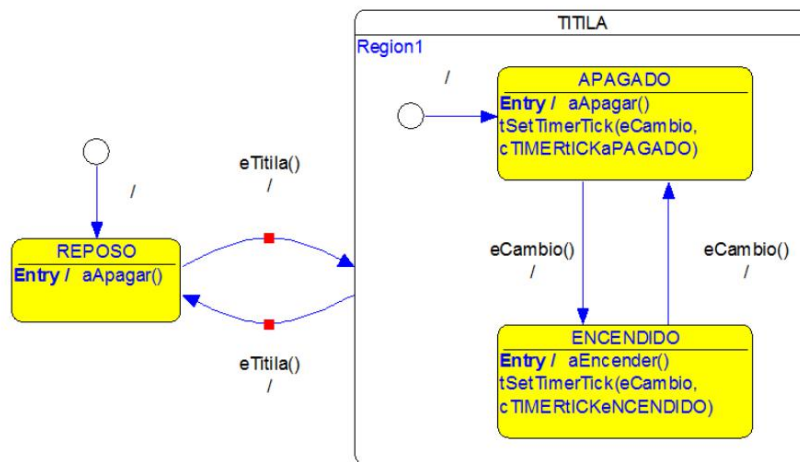 TITILA
Region1
/
APAGADO
Entry / aApagar()
tSetTimerTick(eCambio,
cTIMERtICKaPAGADO)
eTitila()
/
/
REPOSO
Entry / aApagar()
eCambio()
/
eCambio()
/
eTitila()
/
ENCENDIDO
Entry / aEncender()
tSetTimerTick(eCambio,
cTIMERtICKeNCENDIDO)